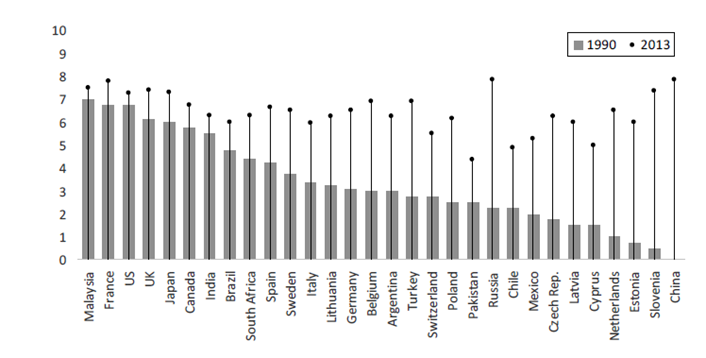 10
9
8
7
6
5
4
3
2
1
0
1990
2013
Malaysia
France
US
UK
Japan
Canada
India
Brazil
South Africa
Spain
Sweden
Italy
Lithuania
Germany
Belgium
Argentina
Turkey
Switzerland
Poland
Pakistan
Russia
Chile
Mexico
Czech Rep.
Latvia
Cyprus
Netherlands
Estonia
Slovenia
China